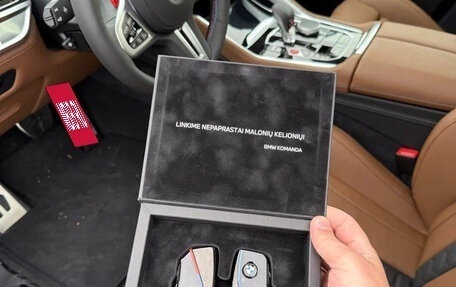 LINKIME NEPAPRASTAI MALONIŲ KELIONIŲ!
BMW KOMANDA